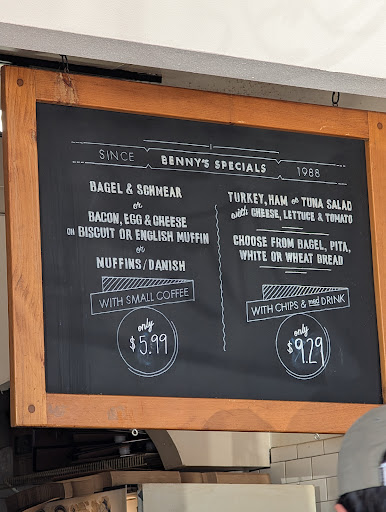 SINCE BENNY'S SPECIALS 1988
BAGEL & SCHMEAR
or
BACON, EGG & CHEESE
ON BISCUIT OR ENGLISH MUFFIN
or
MUFFINS/DANISH
WITH SMALL COFFEE
only
$5.99
TURKEY, HAM or TUNA SALAD
with CHEESE, LETTUCE & TOMATO
CHOOSE FROM BAGEL, PITA,
WHITE OR WHEAT BREAD
WITH CHIPS & med DRINK
only
$9.29